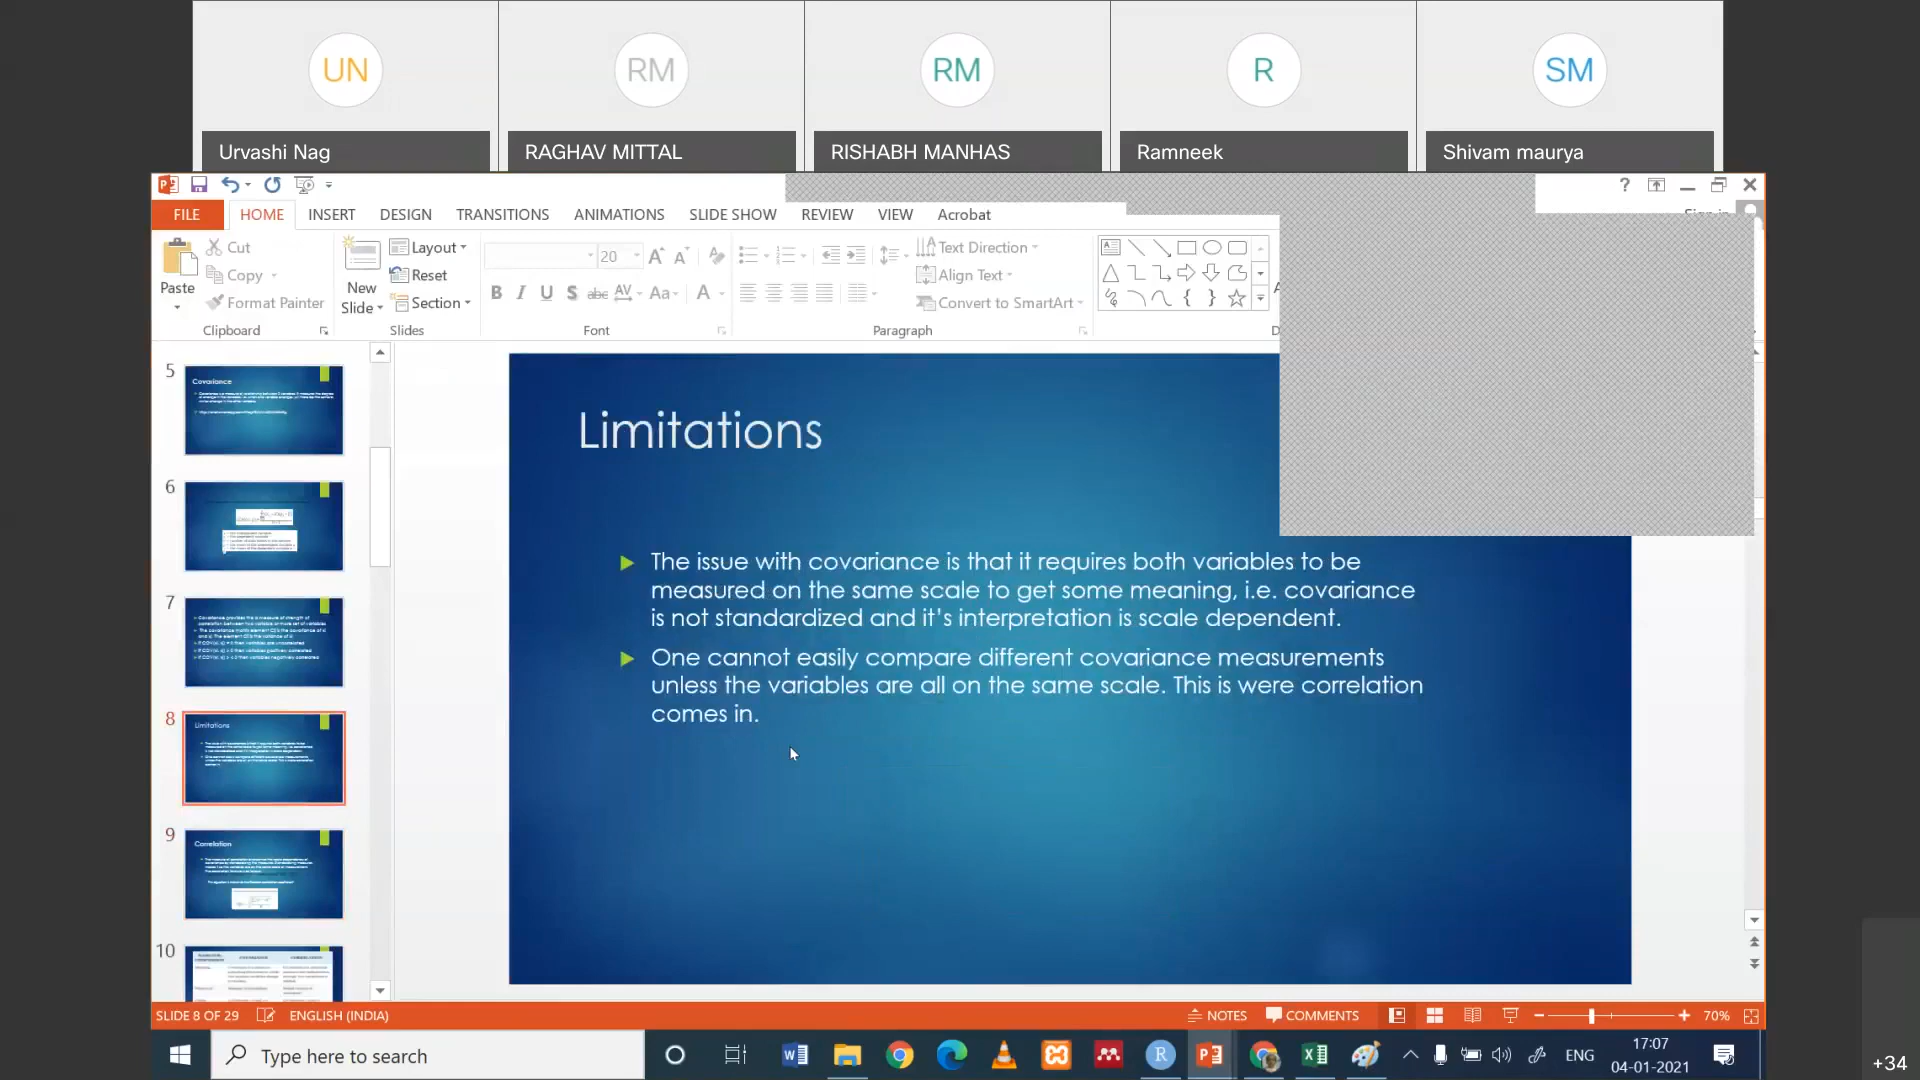 UN
RM
RM
R
SM
Urvashi Nag
RAGHAV MITTAL
RISHABH MANHAS
Ramneek
Shivam maurya
FILE
HOME
INSERT
DESIGN
TRANSITIONS
ANIMATIONS
SLIDE SHOW
REVIEW
VIEW
Acrobat
Paste
Cut
Copy
Format Painter
Clipboard
New
Slide
Layout
Reset
Section
Slides
20
Font
Text Direction
Align Text
Convert to SmartArt
Paragraph
5
Covariance
6
7
8
Limitations
9
Correlation
10
Limitations
The issue with covariance is that it requires both variables to be
measured on the same scale to get some meaning, i.e. covariance
is not standardized and it’s interpretation is scale dependent.
One cannot easily compare different covariance measurements
unless the variables are all on the same scale. This is were correlation
comes in.
SLIDE 8 OF 29
ENGLISH (INDIA)
NOTES
COMMENTS
70%
Type here to search
ENG
17:07
04-01-2021
+34